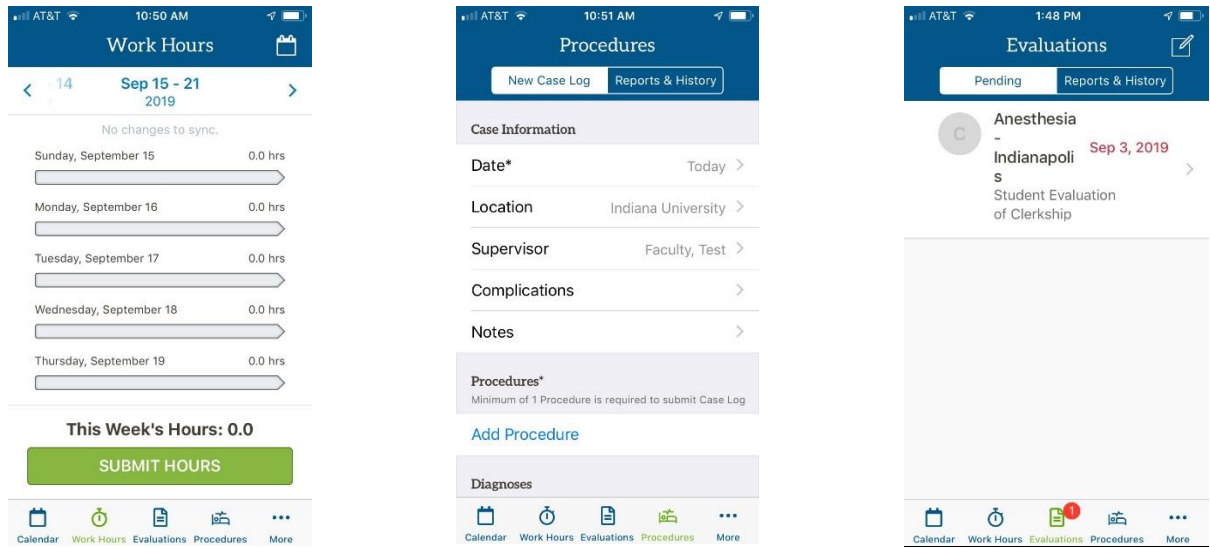 AT&T 10:50 AM
Work Hours
14 Sep 15 - 21
2019
No changes to sync.
Sunday, September 15 0.0 hrs
Monday, September 16 0.0 hrs
Tuesday, September 17 0.0 hrs
Wednesday, September 18 0.0 hrs
Thursday, September 19 0.0 hrs
This Week's Hours: 0.0
SUBMIT HOURS
Calendar Work Hours Evaluations Procedures More
AT&T 10:51 AM
Procedures
New Case Log Reports & History
Case Information
Date* Today
Location Indiana University
Supervisor Faculty, Test
Complications
Notes
Procedures*
Minimum of 1 Procedure is required to submit Case Log
Add Procedure
Diagnoses
Calendar Work Hours Evaluations Procedures More
AT&T 1:48 PM
Evaluations
Pending Reports & History
C
Anesthesia
-
Indianapoli
s
Sep 3, 2019
Student Evaluation
of Clerkship
1
Calendar Work Hours Evaluations Procedures More